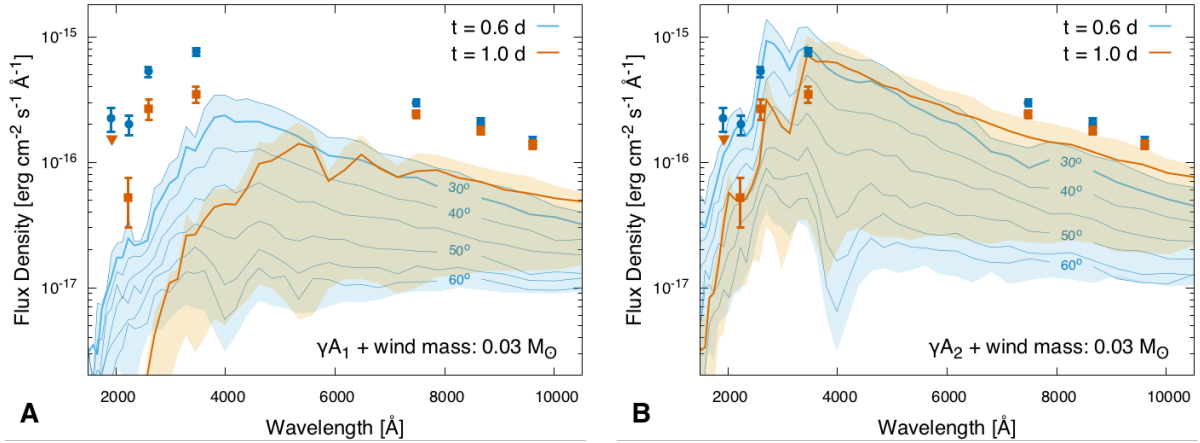 t = 0.6 d
t = 1.0 d
Flux Density [erg cm⁻² s⁻¹ Å⁻¹]
10⁻¹⁵
10⁻¹⁶
10⁻¹⁷
30°
40°
50°
60°
γA₁ + wind mass: 0.03 M⊙
2000 4000 6000 8000 10000
Wavelength [Å]
A
t = 0.6 d
t = 1.0 d
Flux Density [erg cm⁻² s⁻¹ Å⁻¹]
10⁻¹⁵
10⁻¹⁶
10⁻¹⁷
30°
40°
50°
60°
γA₂ + wind mass: 0.03 M⊙
2000 4000 6000 8000 10000
Wavelength [Å]
B